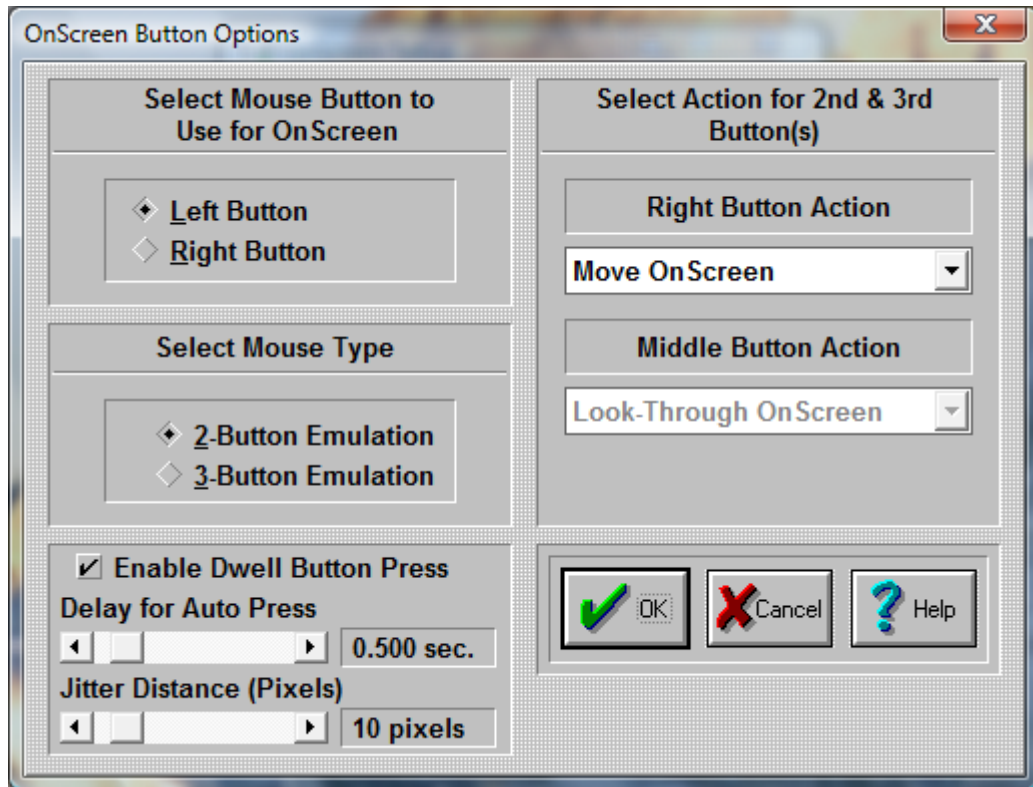 OnScreen Button Options
Select Mouse Button to
Use for OnScreen
Left Button
Right Button
Select Mouse Type
2-Button Emulation
3-Button Emulation
Enable Dwell Button Press
Delay for Auto Press
0.500 sec.
Jitter Distance (Pixels)
10 pixels
Select Action for 2nd & 3rd
Button(s)
Right Button Action
Move OnScreen
Middle Button Action
Look-Through OnScreen
OK
Cancel
Help